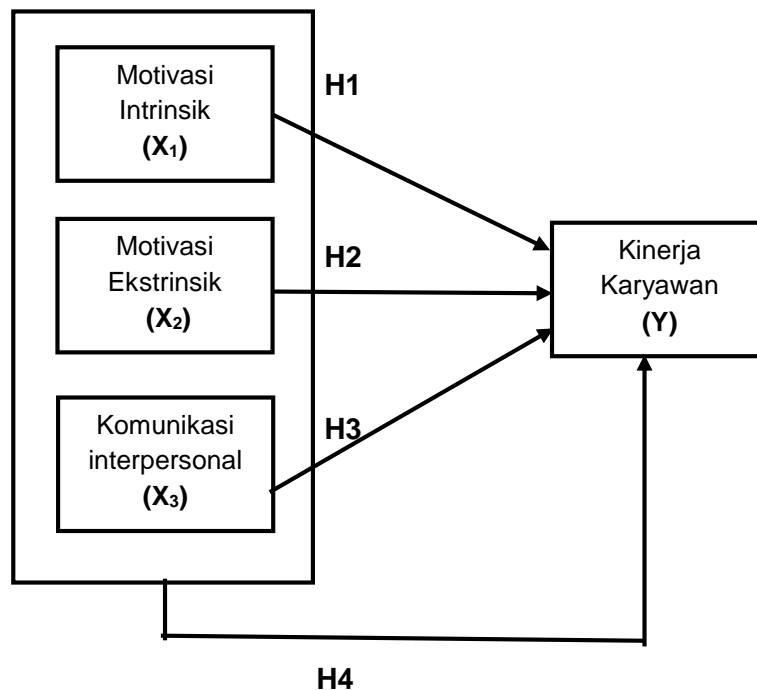 Motivasi
Intrinsik
(X₁)
H1
Motivasi
Ekstrinsik
(X₂)
H2
Komunikasi
interpersonal
(X₃)
H3
Kinerja
Karyawan
(Y)
H4